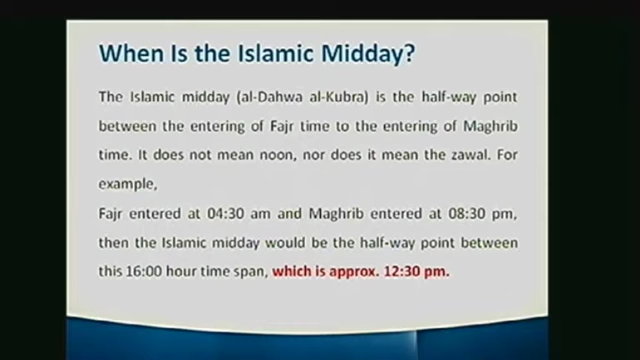 When Is the Islamic Midday?
The Islamic midday (al-Dahwa al-Kubra) is the half-way point
between the entering of Fajr time to the entering of Maghrib
time. It does not mean noon, nor does it mean the zawal. For
example,
Fajr entered at 04:30 am and Maghrib entered at 08:30 pm,
then the Islamic midday would be the half-way point between
this 16:00 hour time span, which is approx. 12:30 pm.